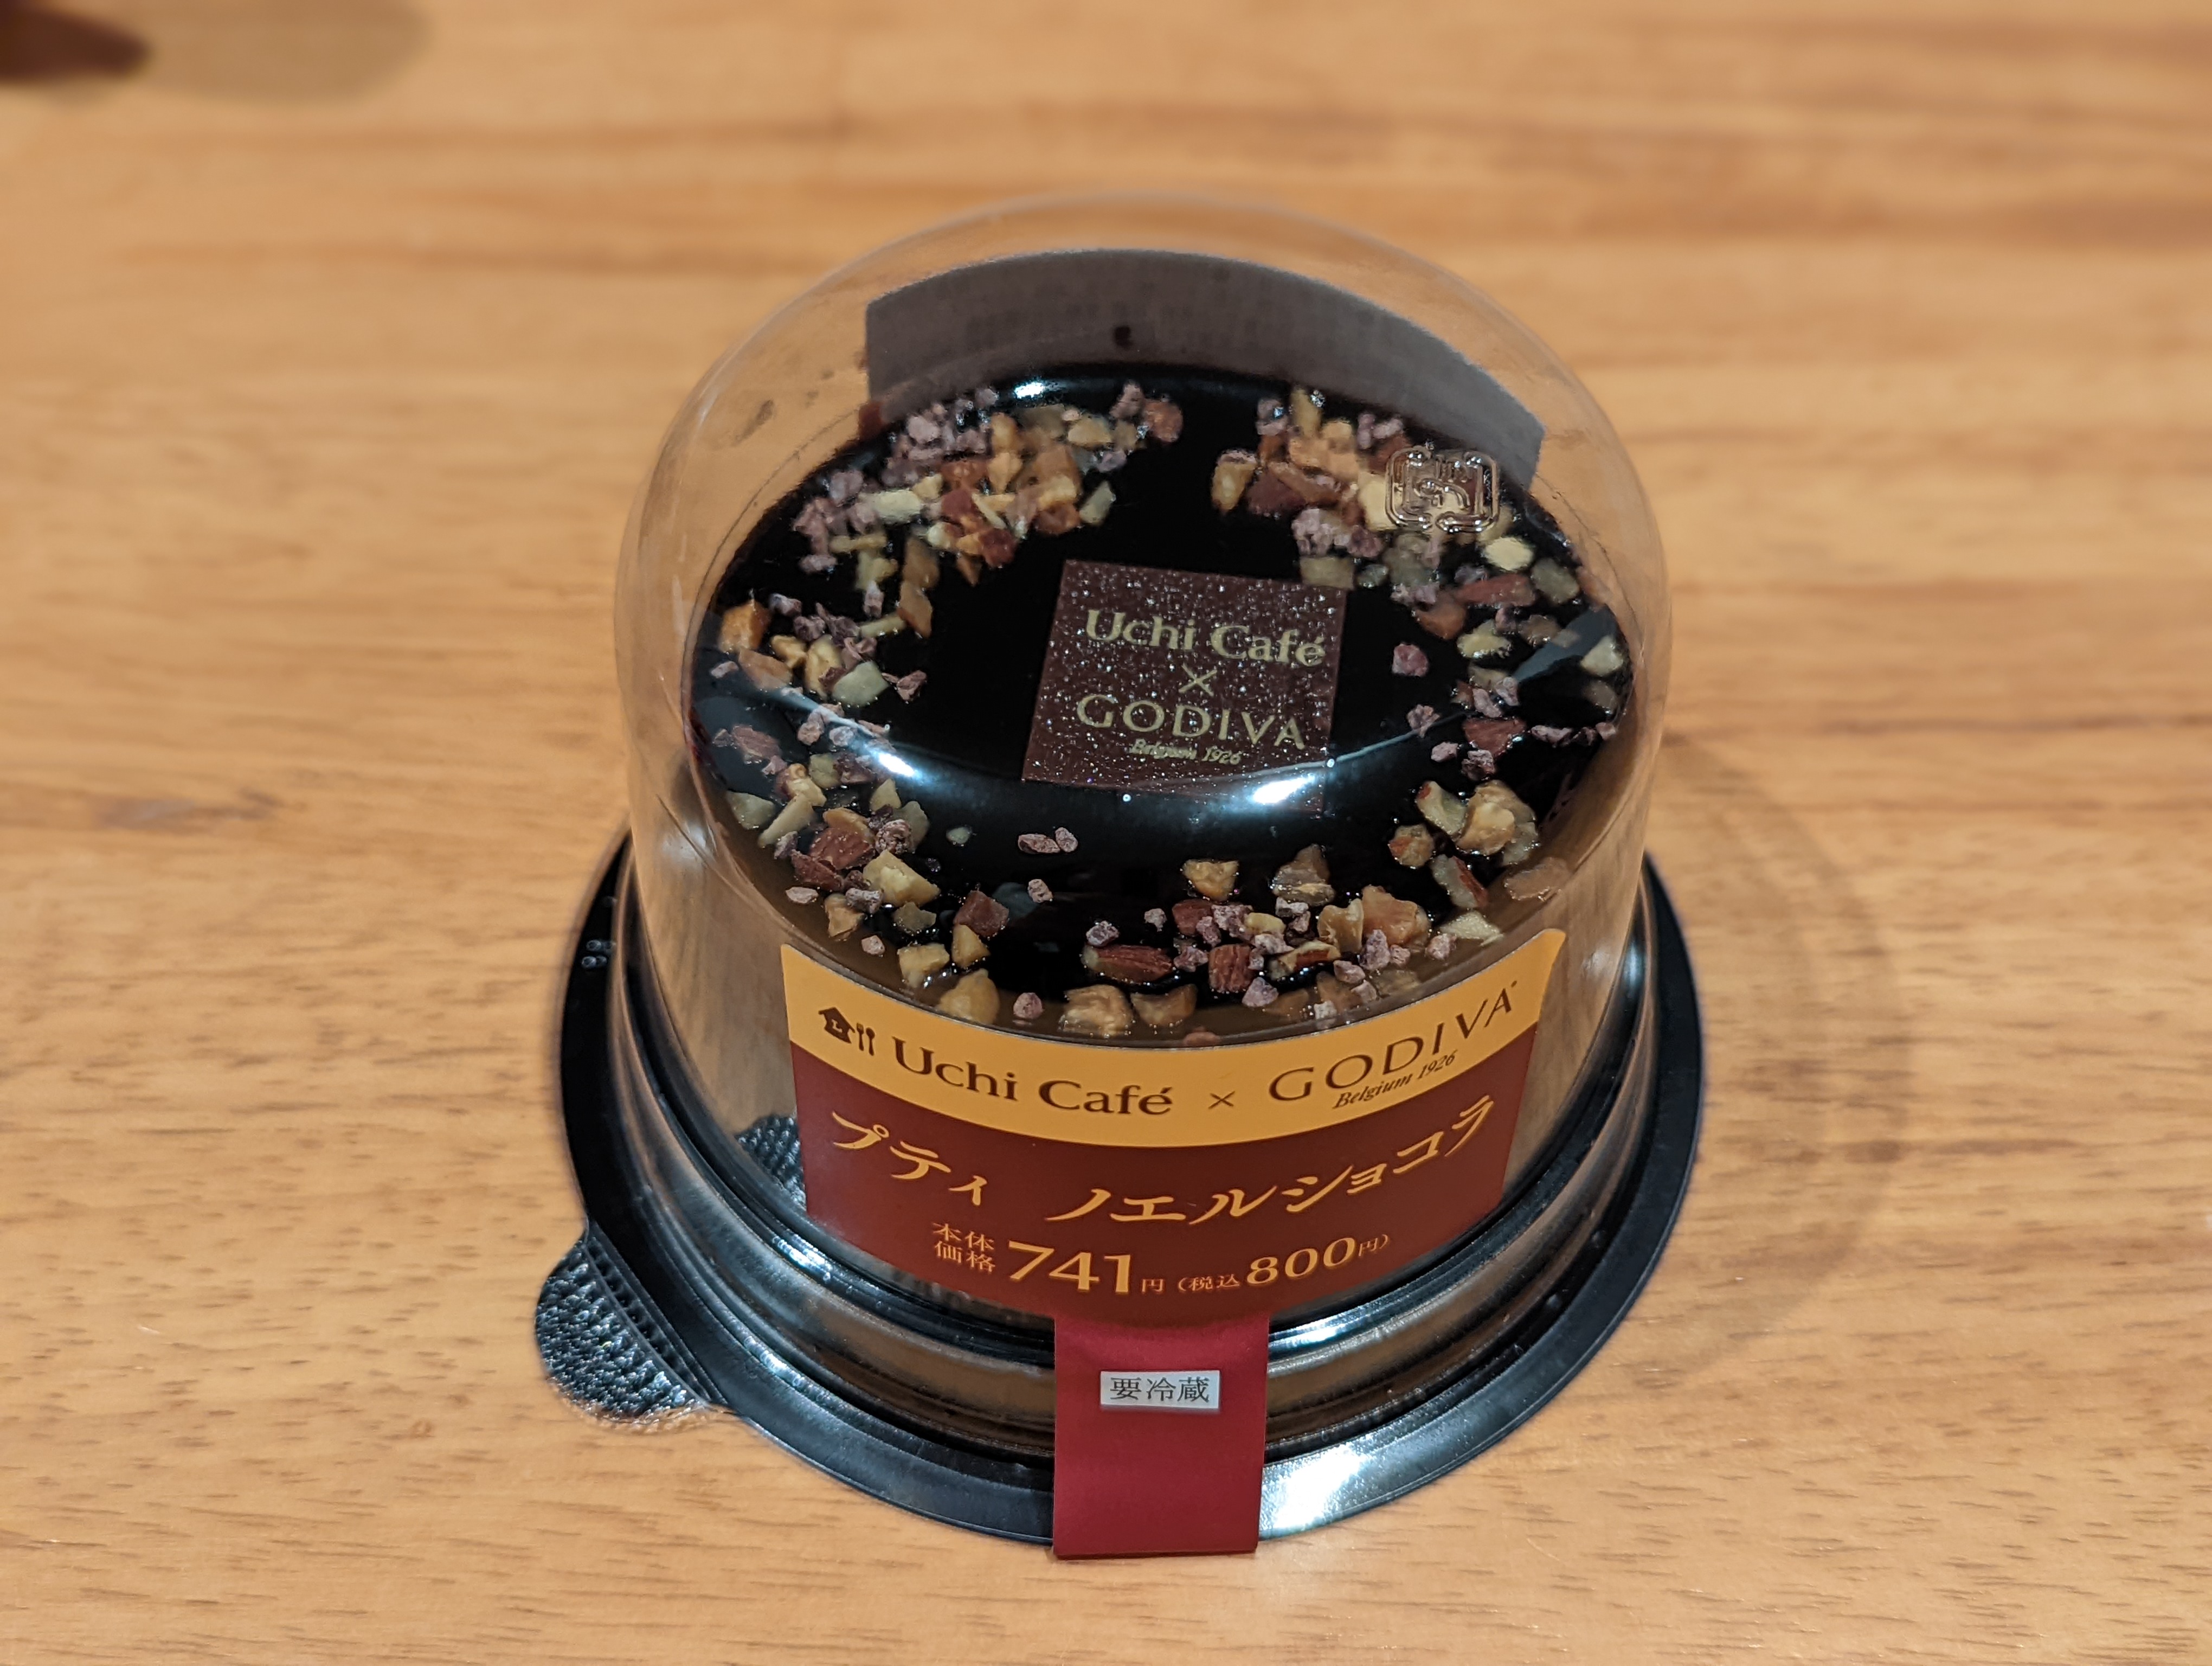 Uchi Café
×
GODIVA
Belgium 1926
Uchi Café × GODIVA
Belgium 1926
プティ ノエルショコラ
本体
価格 741円 (税込800円)
要冷蔵